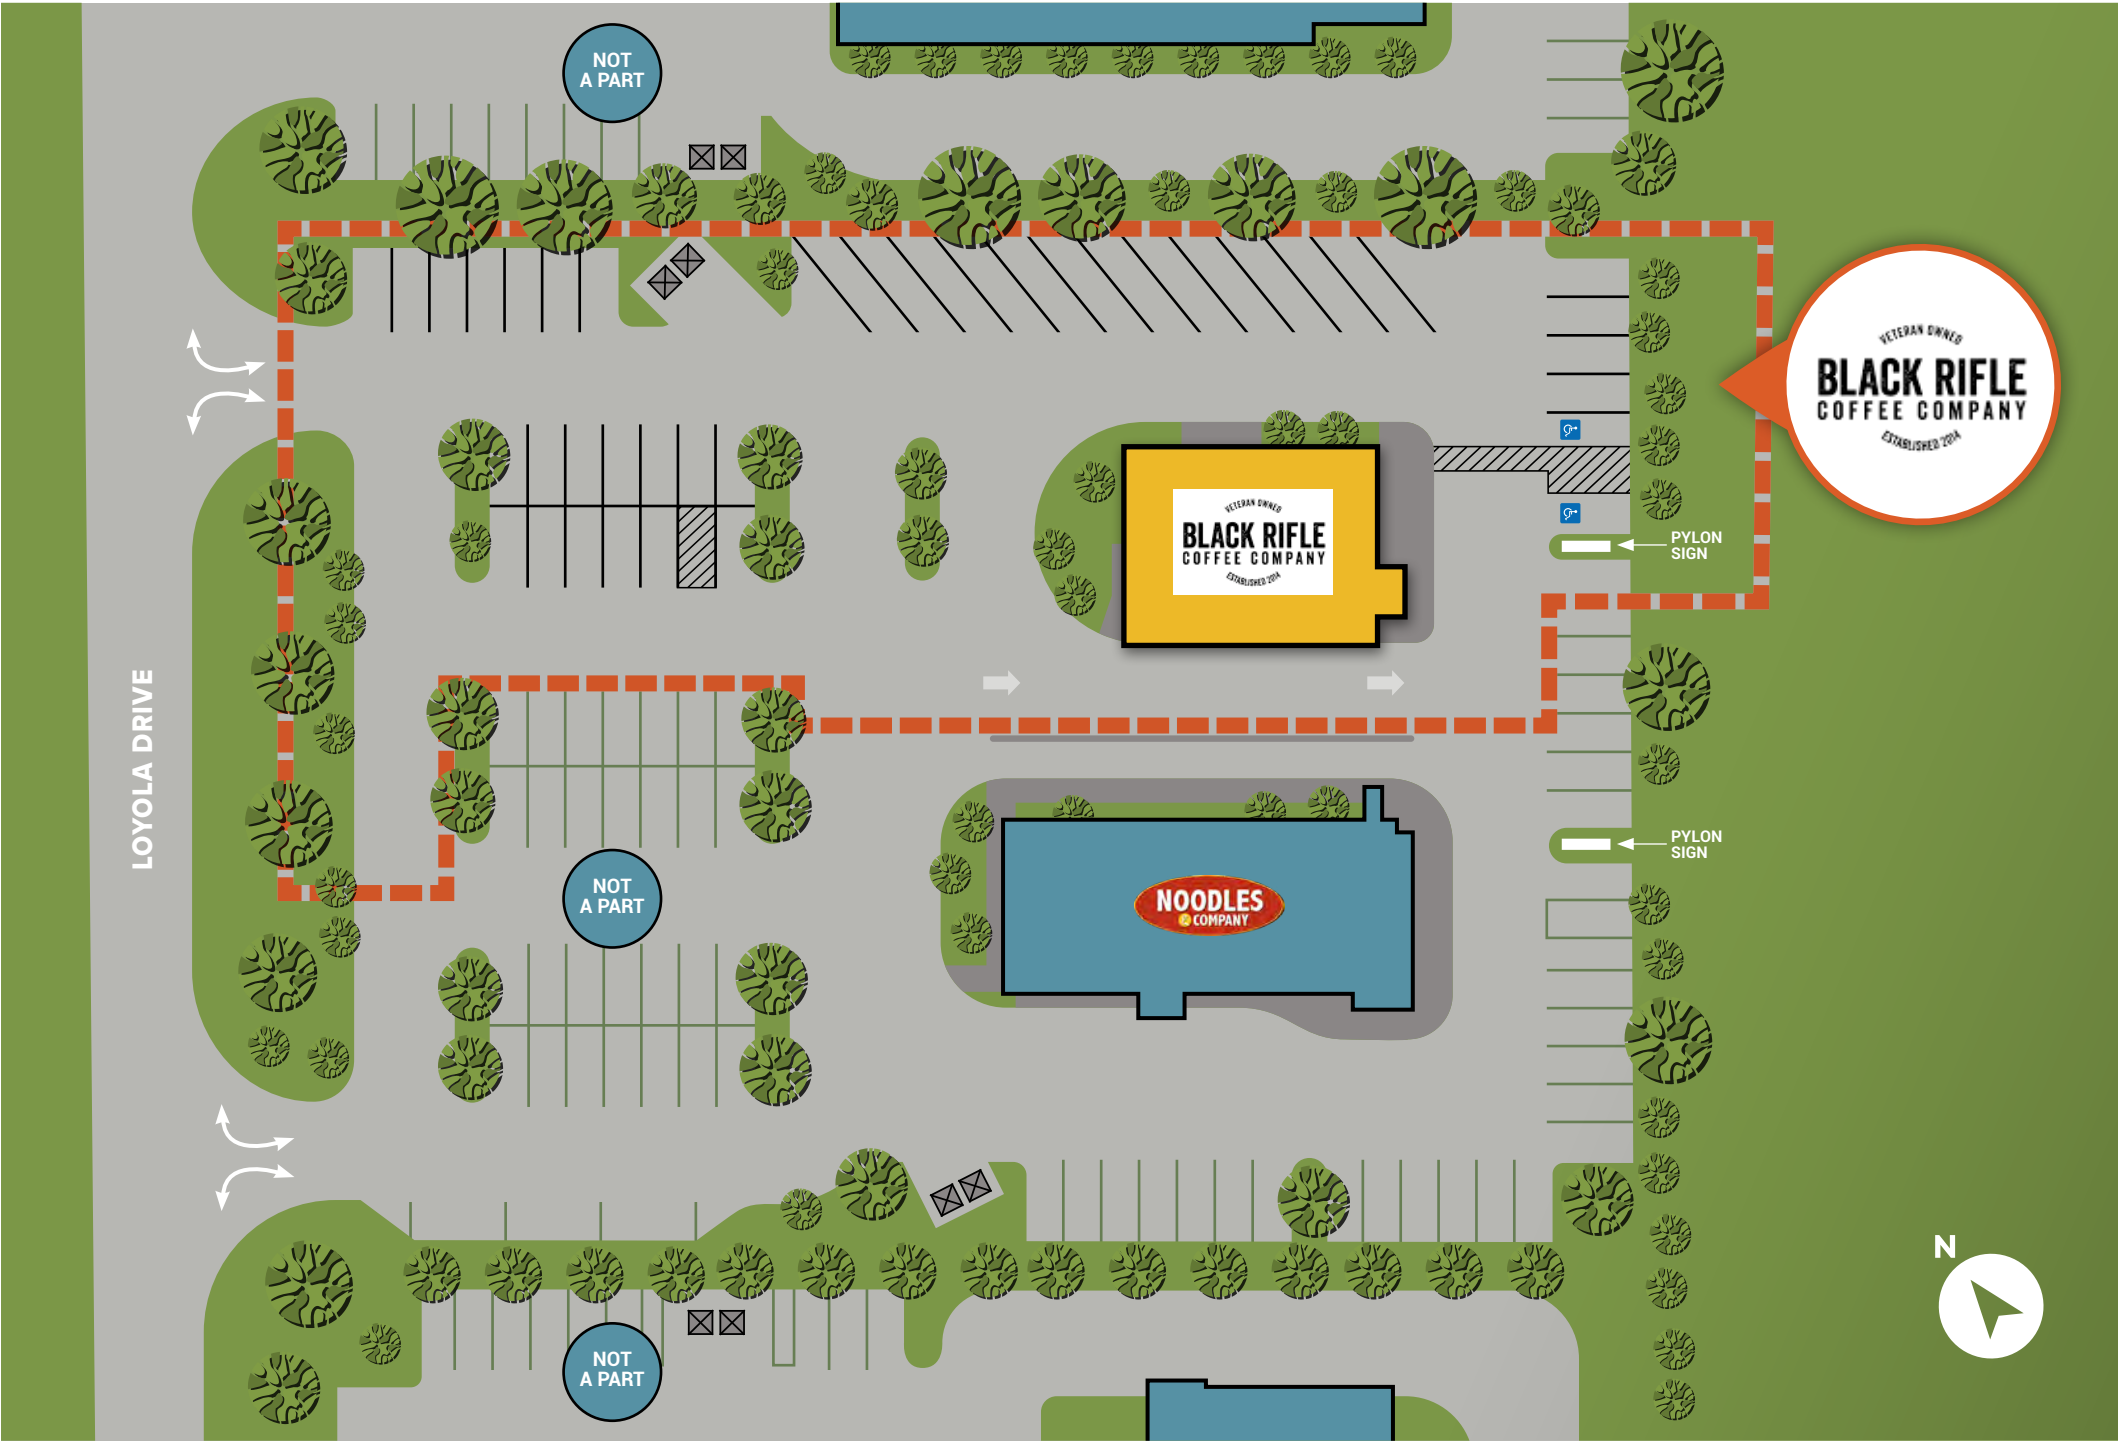 NOT
A PART
VETERAN OWNED
BLACK RIFLE
COFFEE COMPANY
ESTABLISHED 2014
VETERAN OWNED
BLACK RIFLE
COFFEE COMPANY
ESTABLISHED 2014
PYLON
SIGN
LOYOLA DRIVE
PYLON
SIGN
NOT
A PART
NOODLES
& COMPANY
N
NOT
A PART